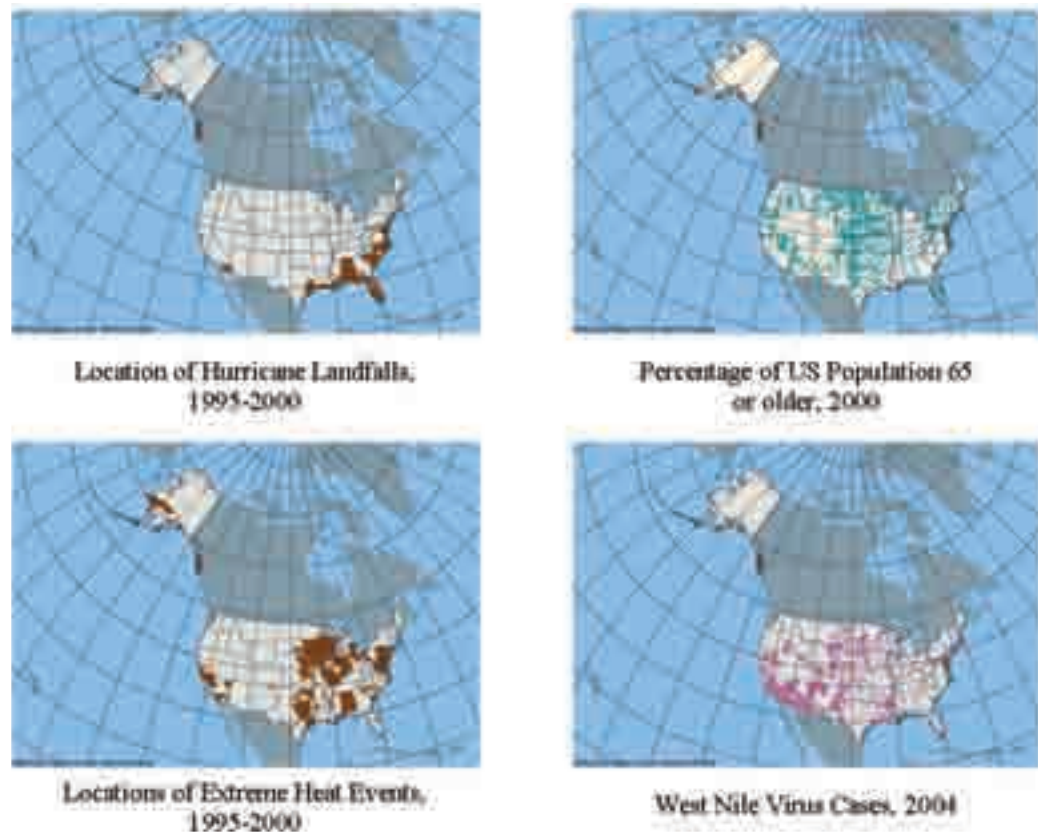 Location of Hurricane Landfalls,
1995-2000
Percentage of US Population 65
or older, 2000
Locations of Extreme Heat Events,
1995-2000
West Nile Virus Cases, 2004